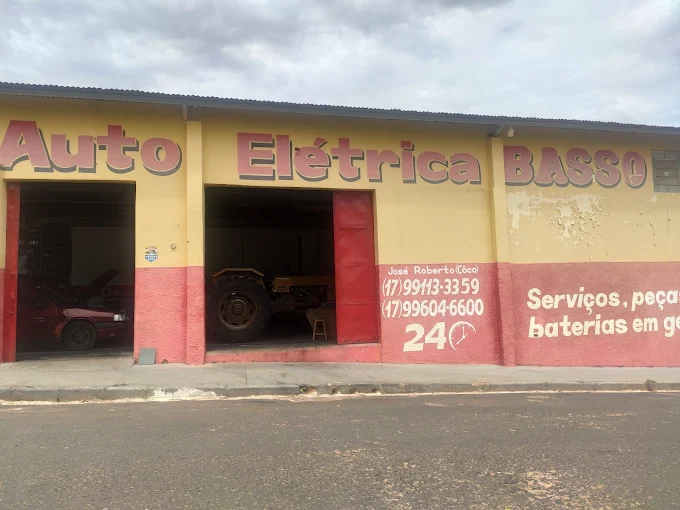 Auto Elétrica BASSO
José Roberto (Côco)
(17) 99113-3359
(17) 99604-6600
24
Serviços, peças
baterias em ge